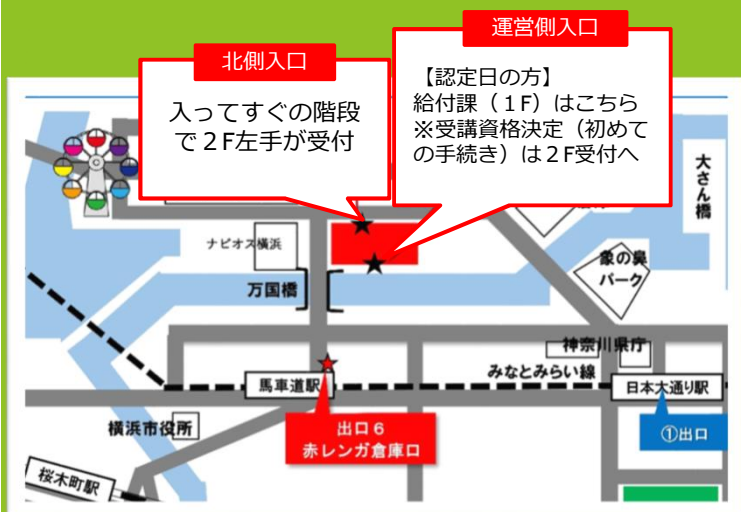 運営側入口
北側入口
【認定日の方】
給付課（１F）はこちら
※受講資格決定（初めて
の手続き）は２F受付へ
入ってすぐの階段
で２F左手が受付
大さん橋
ナビオス横浜
象の鼻
パーク
万国橋
神奈川県庁
みなとみらい線
馬車道駅
日本大通り駅
横浜市役所
出口６
赤レンガ倉庫口
①出口
桜木町駅